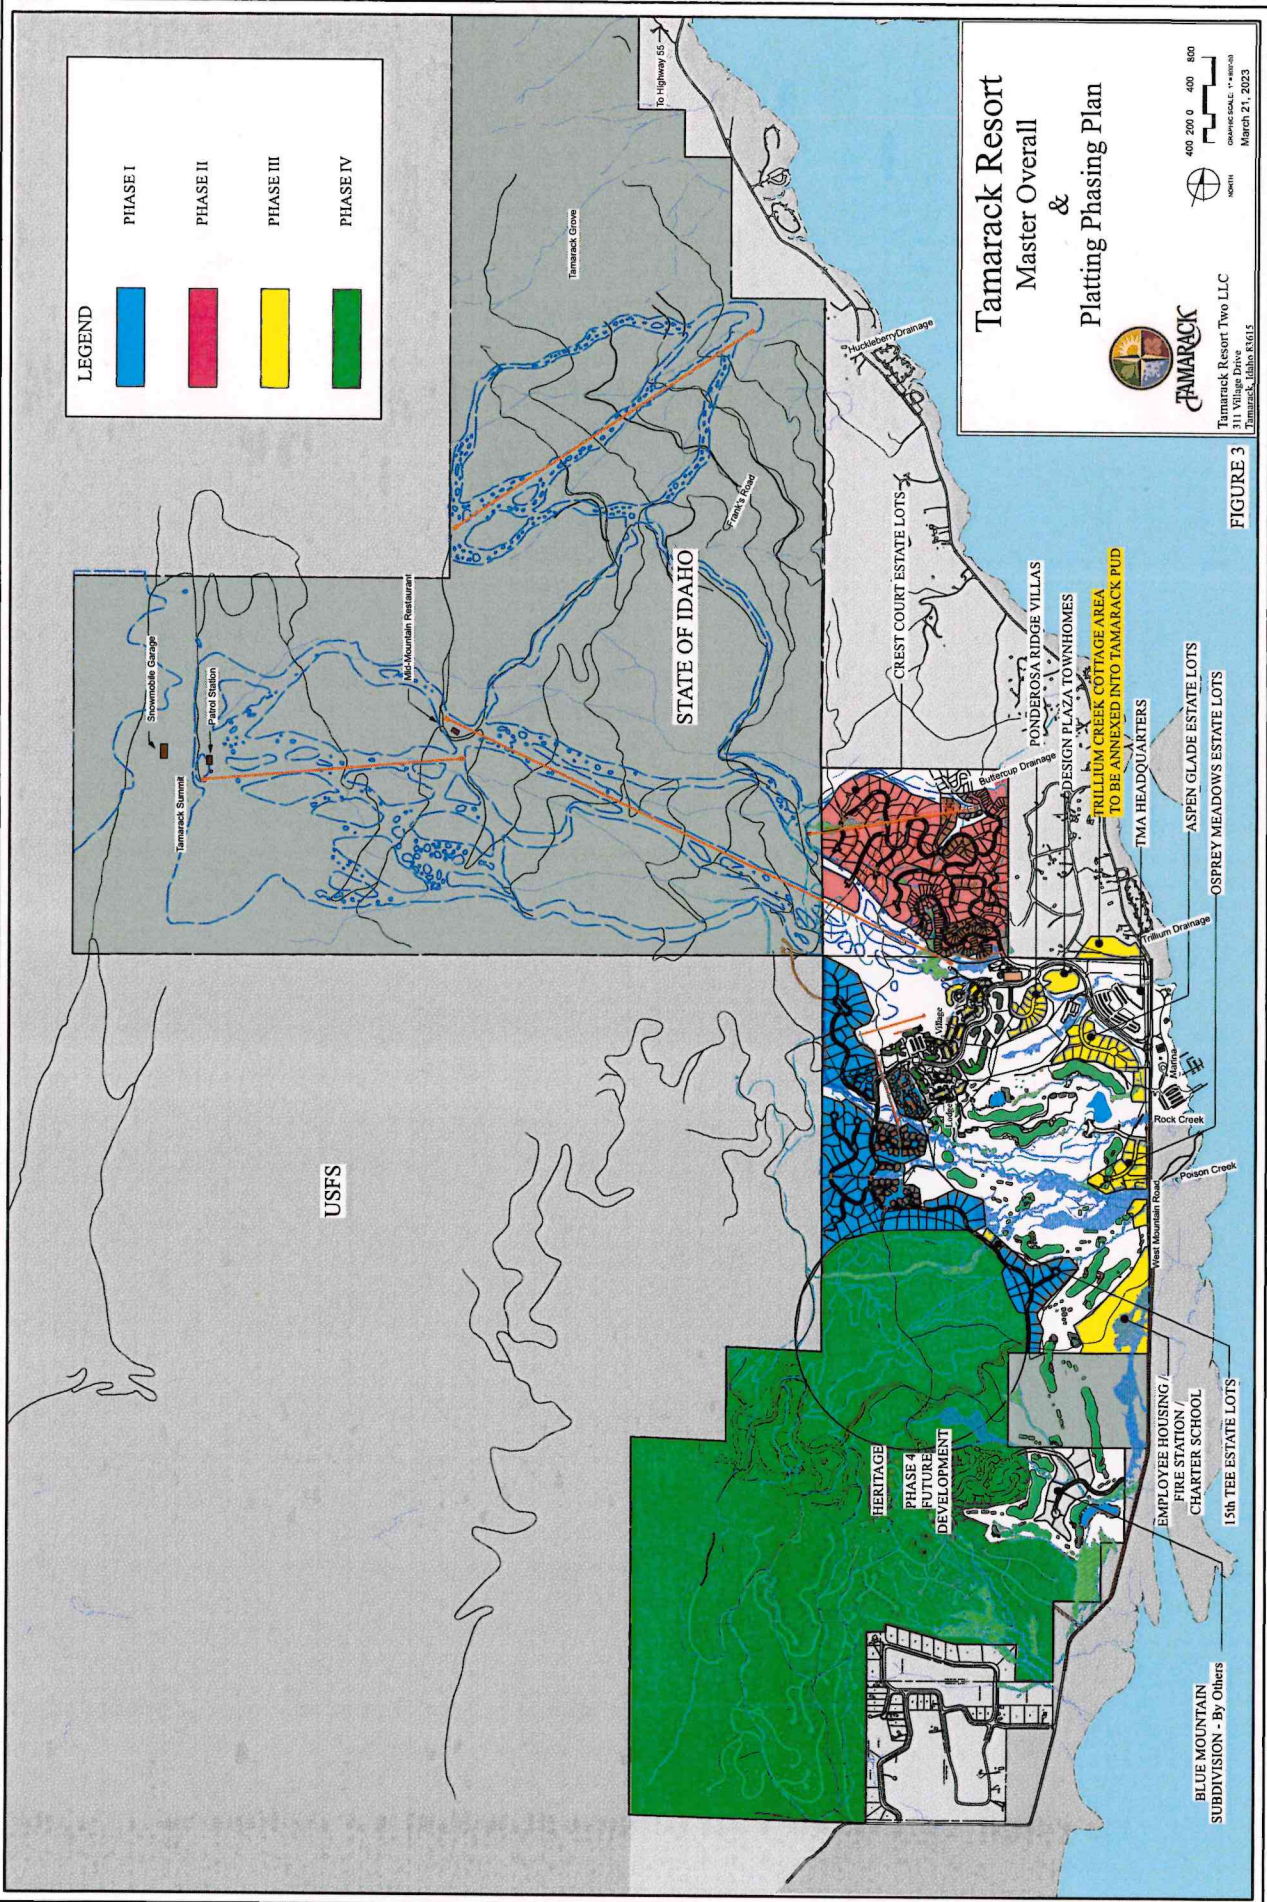 LEGEND
PHASE I
PHASE II
PHASE III
PHASE IV
To Highway 55
Tamarack Grove
Snowmobile Garage
Patrol Station
Tamarack Summit
Mid-Mountain Restaurant
Frank's Road
HuckleberryDrainage
STATE OF IDAHO
USFS
CREST COURT ESTATE LOTS
PONDEROSA RIDGE VILLAS
DESIGN PLAZA TOWNHOMES
TRILLIUM CREEK COTTAGE AREA
TO BE ANNEXED INTO TAMARACK PUD
TMA HEADQUARTERS
ASPEN GLADE ESTATE LOTS
OSPREY MEADOWS ESTATE LOTS
Buttercup Drainage
Trillium Drainage
Village
Lodge
Marina
Rock Creek
Poison Creek
West Mountain Road
HERITAGE
PHASE 4
FUTURE
DEVELOPMENT
EMPLOYEE HOUSING /
FIRE STATION /
CHARTER SCHOOL
15th TEE ESTATE LOTS
BLUE MOUNTAIN
SUBDIVISION - By Others
FIGURE 3
Tamarack Resort
Master Overall
&
Platting Phasing Plan
TAMARACK
Tamarack Resort Two LLC
311 Village Drive
Tamarack, Idaho 83615
NORTH
400 200 0 400 800
March 21, 2023